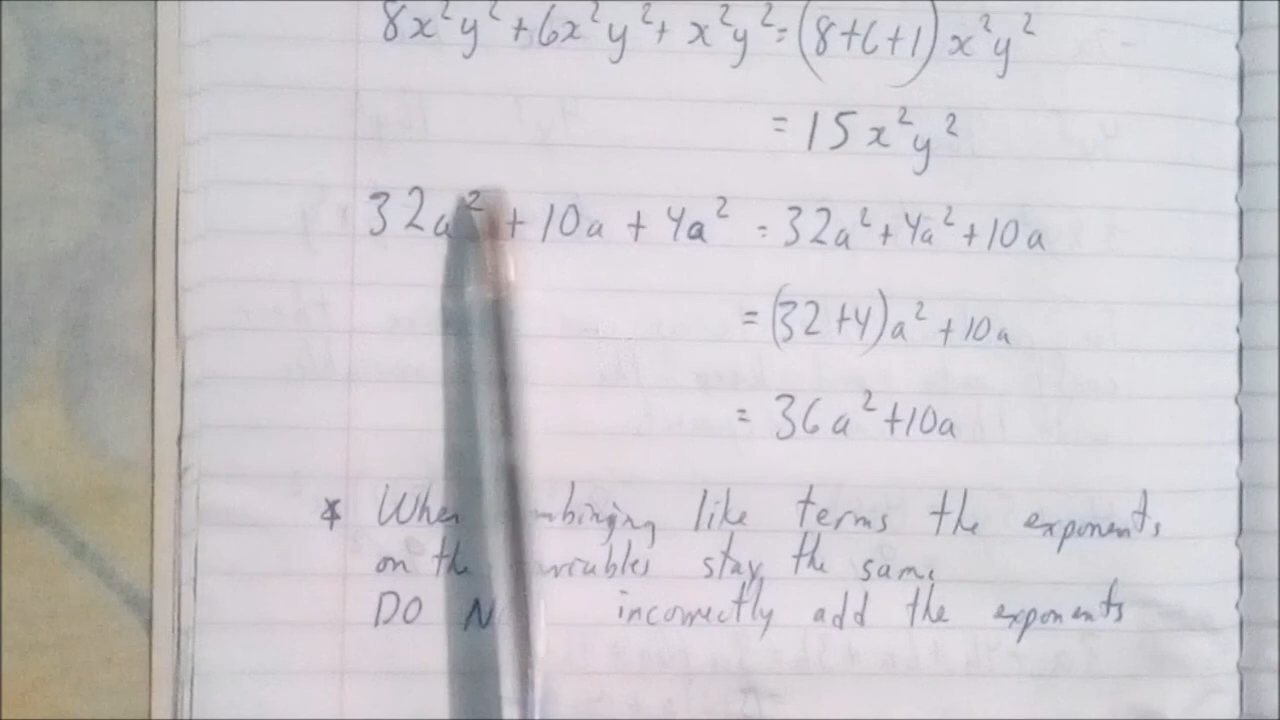 8x²y² + 6x²y² + x²y² = (8+6+1) x²y²
= 15x²y²
32a² + 10a + 4a² = 32a² + 4a² + 10a
= (32+4)a² + 10a
= 36a² + 10a
* When like terms the exponents
on the stay the same
DO incorrectly add the exponents